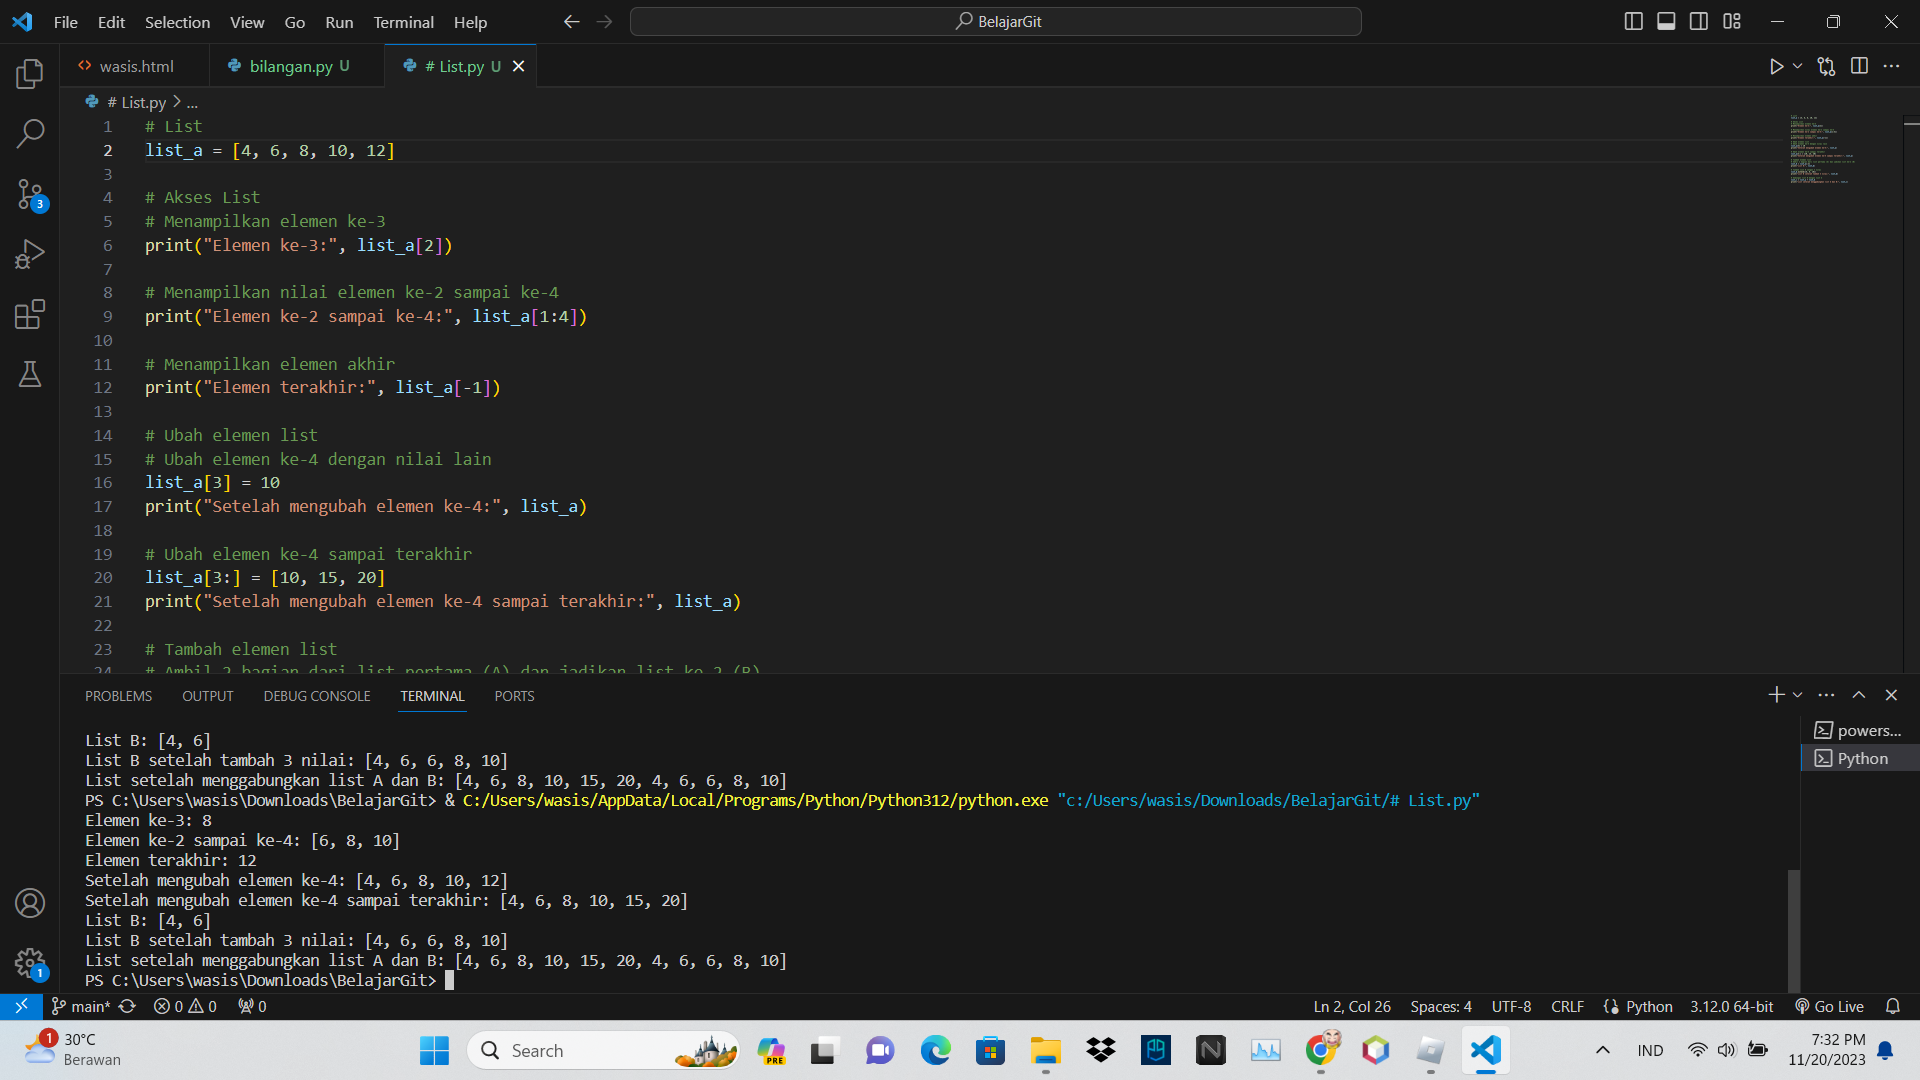 File Edit Selection View Go Run Terminal Help
BelajarGit
wasis.html
bilangan.py U
# List.py U
# List.py > ...
1 # List
2 list_a = [4, 6, 8, 10, 12]
3
4 # Akses List
5 # Menampilkan elemen ke-3
6 print("Elemen ke-3:", list_a[2])
7
8 # Menampilkan nilai elemen ke-2 sampai ke-4
9 print("Elemen ke-2 sampai ke-4:", list_a[1:4])
10
11 # Menampilkan elemen akhir
12 print("Elemen terakhir:", list_a[-1])
13
14 # Ubah elemen list
15 # Ubah elemen ke-4 dengan nilai lain
16 list_a[3] = 10
17 print("Setelah mengubah elemen ke-4:", list_a)
18
19 # Ubah elemen ke-4 sampai terakhir
20 list_a[3:] = [10, 15, 20]
21 print("Setelah mengubah elemen ke-4 sampai terakhir:", list_a)
22
23 # Tambah elemen list
24 # Ambil 2 bagian dari list pertama (A) dan jadikan list ke-2 (B)
PROBLEMS OUTPUT DEBUG CONSOLE TERMINAL PORTS
List B: [4, 6]
List B setelah tambah 3 nilai: [4, 6, 6, 8, 10]
List setelah menggabungkan list A dan B: [4, 6, 8, 10, 15, 20, 4, 6, 6, 8, 10]
PS C:\Users\wasis\Downloads\BelajarGit> & C:/Users/wasis/AppData/Local/Programs/Python/Python312/python.exe "c:/Users/wasis/Downloads/BelajarGit/# List.py"
Elemen ke-3: 8
Elemen ke-2 sampai ke-4: [6, 8, 10]
Elemen terakhir: 12
Setelah mengubah elemen ke-4: [4, 6, 8, 10, 12]
Setelah mengubah elemen ke-4 sampai terakhir: [4, 6, 8, 10, 15, 20]
List B: [4, 6]
List B setelah tambah 3 nilai: [4, 6, 6, 8, 10]
List setelah menggabungkan list A dan B: [4, 6, 8, 10, 15, 20, 4, 6, 6, 8, 10]
PS C:\Users\wasis\Downloads\BelajarGit>
powers...
Python
3
1
main* 0 0 0
Ln 2, Col 26 Spaces: 4 UTF-8 CRLF Python 3.12.0 64-bit Go Live
1
30°C
Berawan
Search
PRE
IND
7:32 PM
11/20/2023